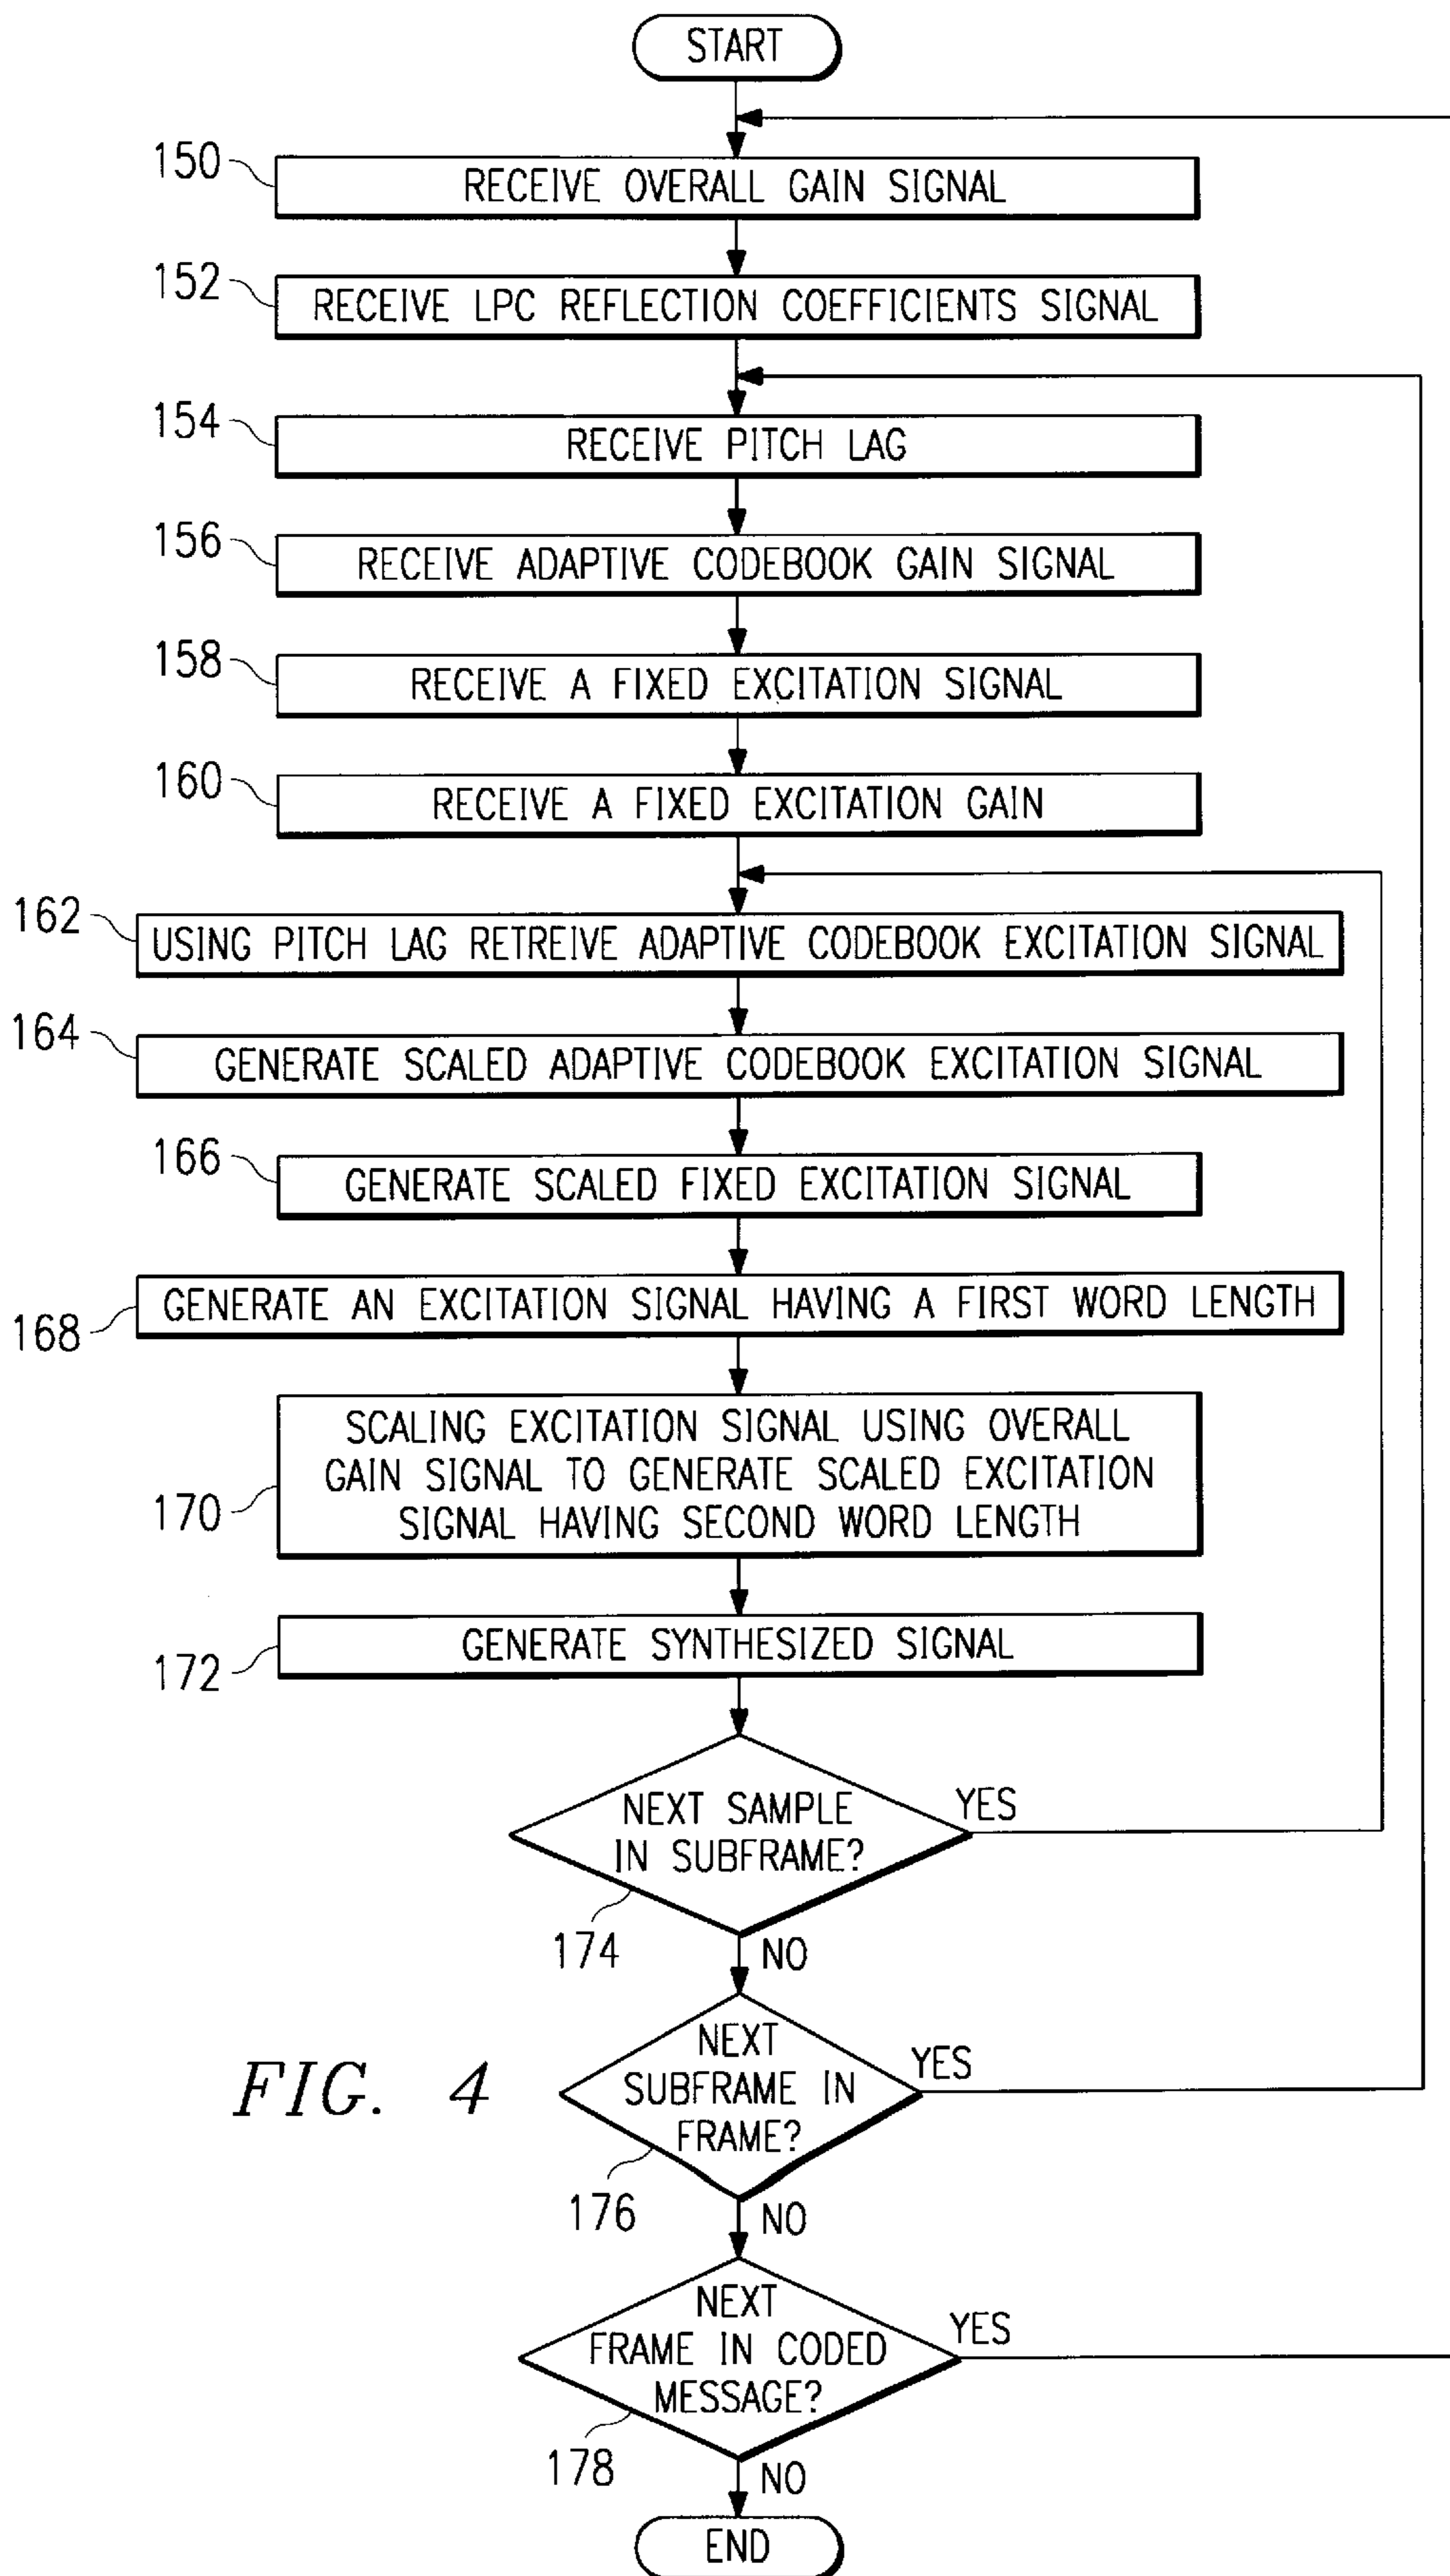 START
150
RECEIVE OVERALL GAIN SIGNAL
152
RECEIVE LPC REFLECTION COEFFICIENTS SIGNAL
154
RECEIVE PITCH LAG
156
RECEIVE ADAPTIVE CODEBOOK GAIN SIGNAL
158
RECEIVE A FIXED EXCITATION SIGNAL
160
RECEIVE A FIXED EXCITATION GAIN
162
USING PITCH LAG RETREIVE ADAPTIVE CODEBOOK EXCITATION SIGNAL
164
GENERATE SCALED ADAPTIVE CODEBOOK EXCITATION SIGNAL
166
GENERATE SCALED FIXED EXCITATION SIGNAL
168
GENERATE AN EXCITATION SIGNAL HAVING A FIRST WORD LENGTH
SCALING EXCITATION SIGNAL USING OVERALL
GAIN SIGNAL TO GENERATE SCALED EXCITATION
SIGNAL HAVING SECOND WORD LENGTH
170
GENERATE SYNTHESIZED SIGNAL
172
NEXT SAMPLE
IN SUBFRAME?
YES
174
NO
NEXT
SUBFRAME IN
FRAME?
YES
FIG. 4
176
NO
NEXT
FRAME IN CODED
MESSAGE?
YES
178
NO
END